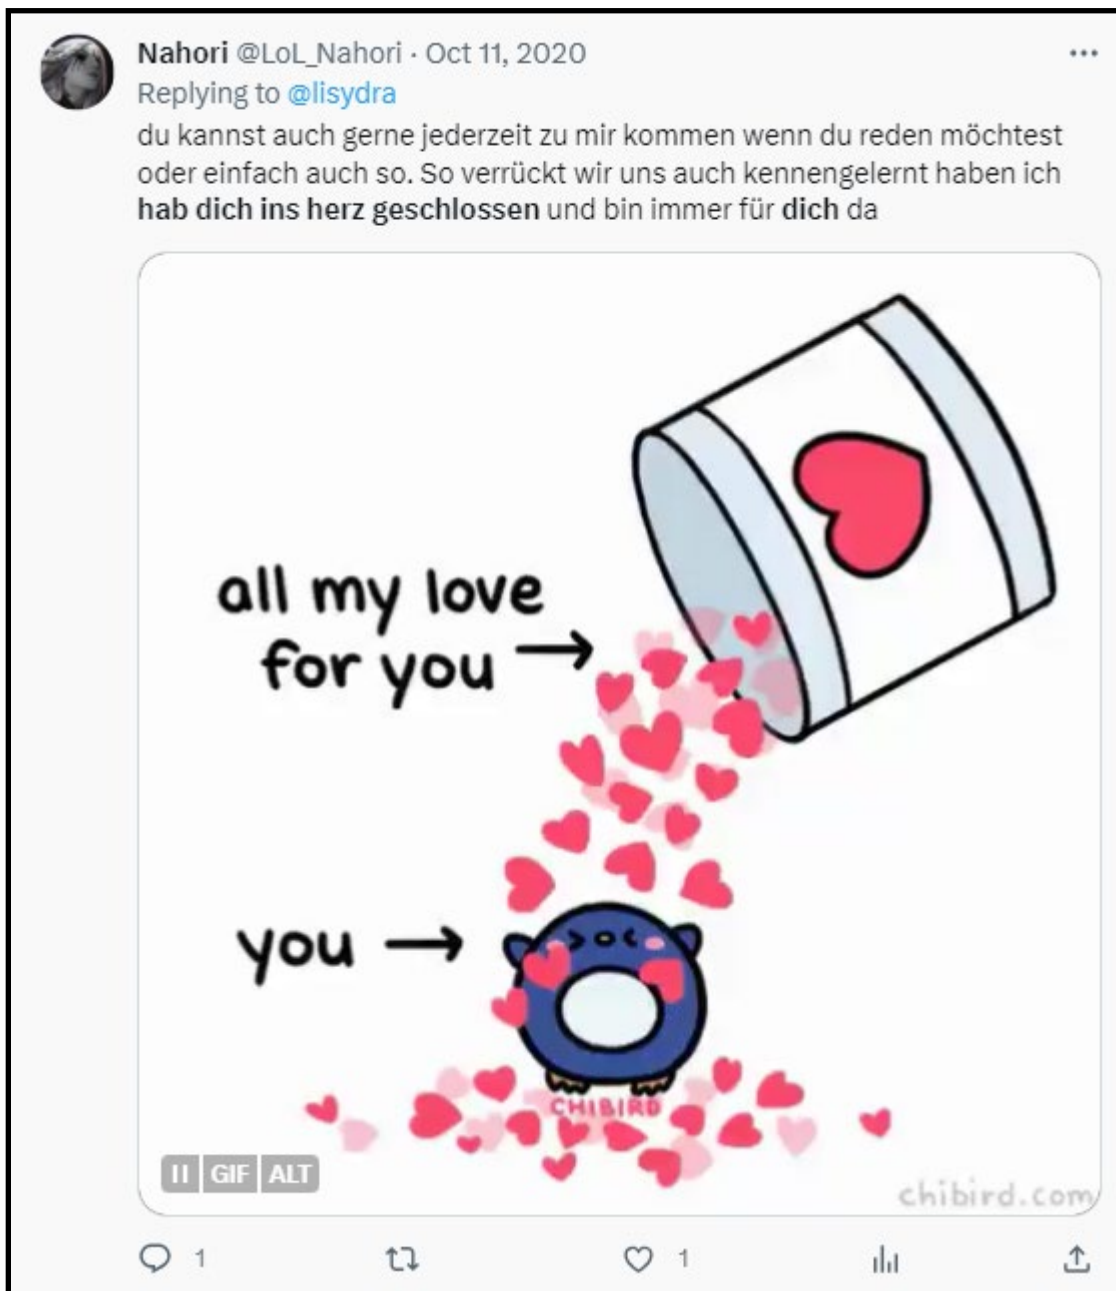 Nahori @LoL_Nahori · Oct 11, 2020
Replying to @lisydra
du kannst auch gerne jederzeit zu mir kommen wenn du reden möchtest
oder einfach auch so. So verrückt wir uns auch kennengelernt haben ich
hab dich ins herz geschlossen und bin immer für dich da
all my love
for you
you
CHIBIRD
GIF ALT
chibird.com
1 1